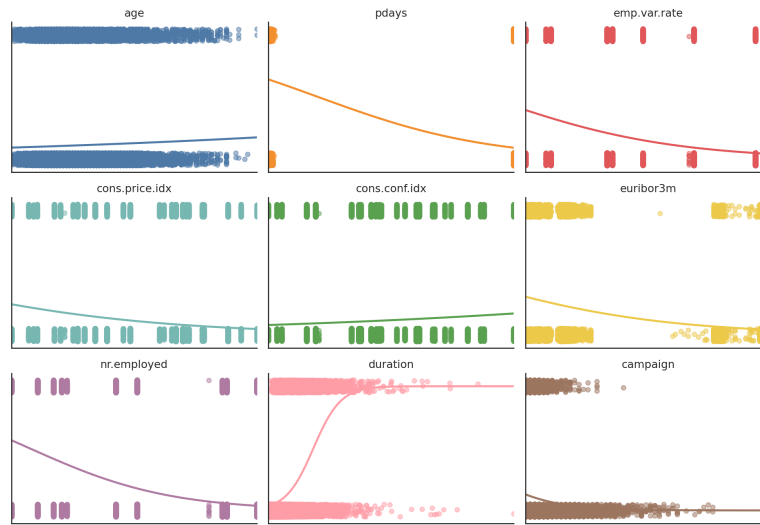 age
pdays
emp.var.rate
cons.price.idx
cons.conf.idx
euribor3m
nr.employed
duration
campaign